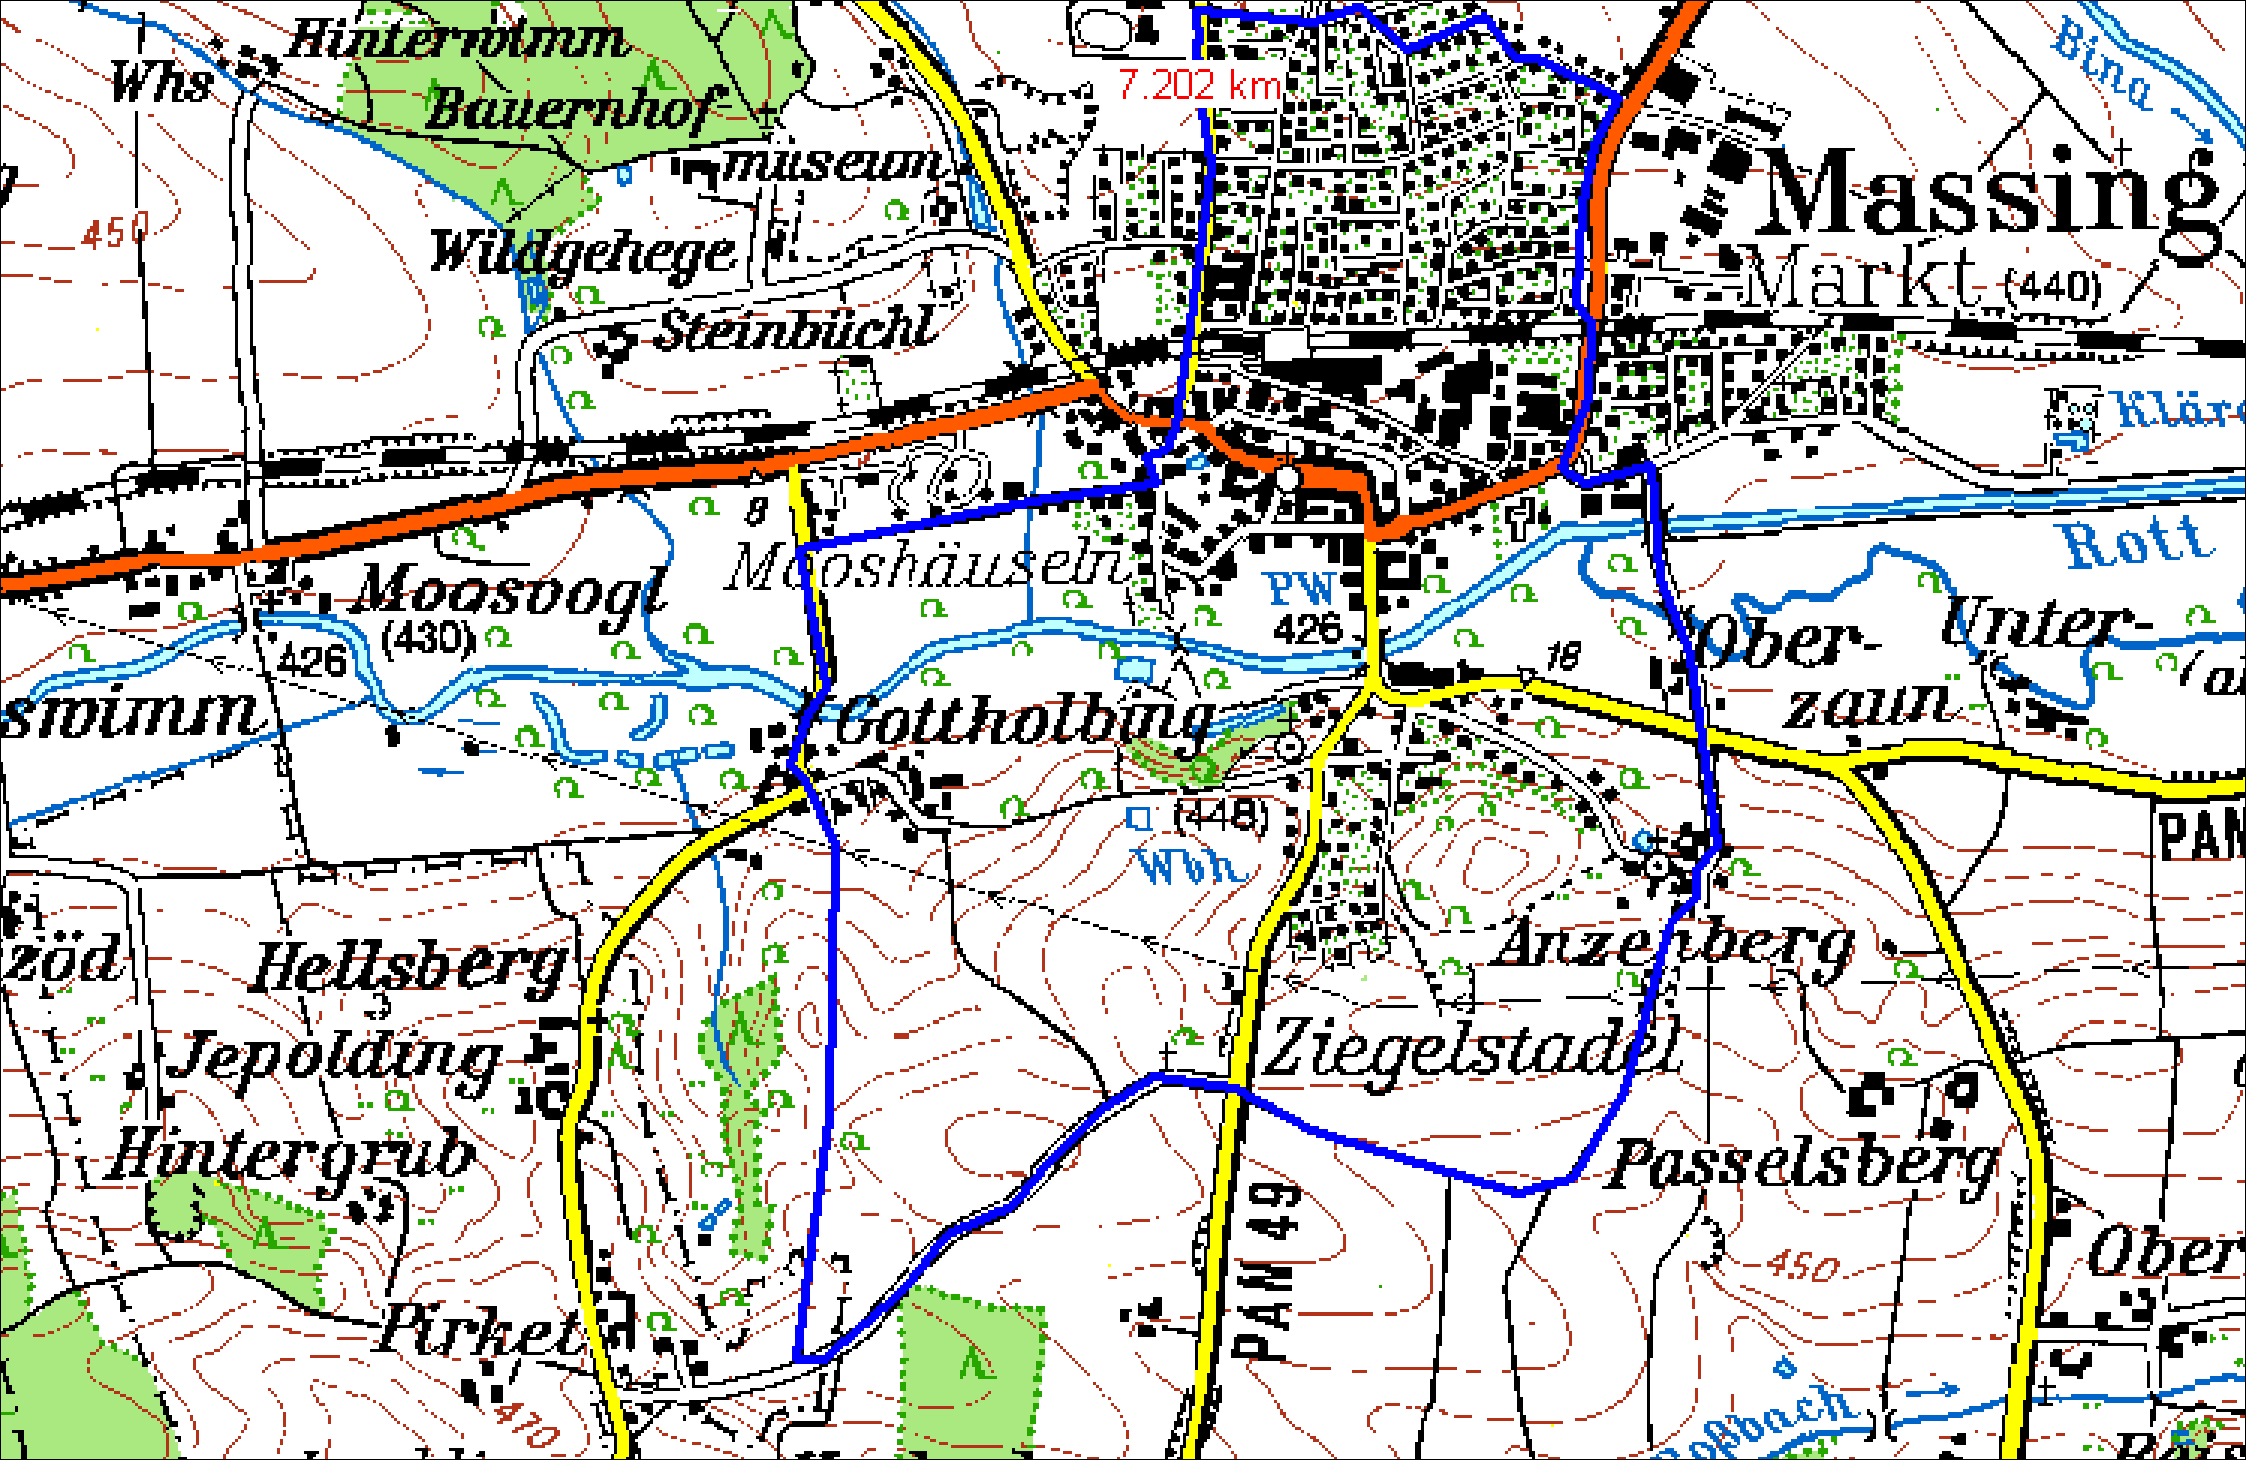 Hinterwimm
Whs
Bauernhof-
museum
7.202 km
Bina
Massing
Markt (440)
450
Wildgehege
Steinbüchl
Klär
8
Mooshäuseln
Rott
Moosvogl
(430)
426
PW
426
18
Ober-
zaun
Unter-
swimm
Gottholbing
(448)
Wbh
PAN
zöd
Hellsberg
Anzenberg
Jepolding
Ziegelstadel
Hintergrub
Passelsberg
PAN 49
450
Ober
Pirket
470
oßbach